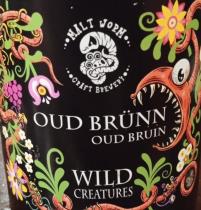 MALT WORM
CRAFT BREWERY
OUD BRÜNN
OUD BRUIN
WILD
CREATURES